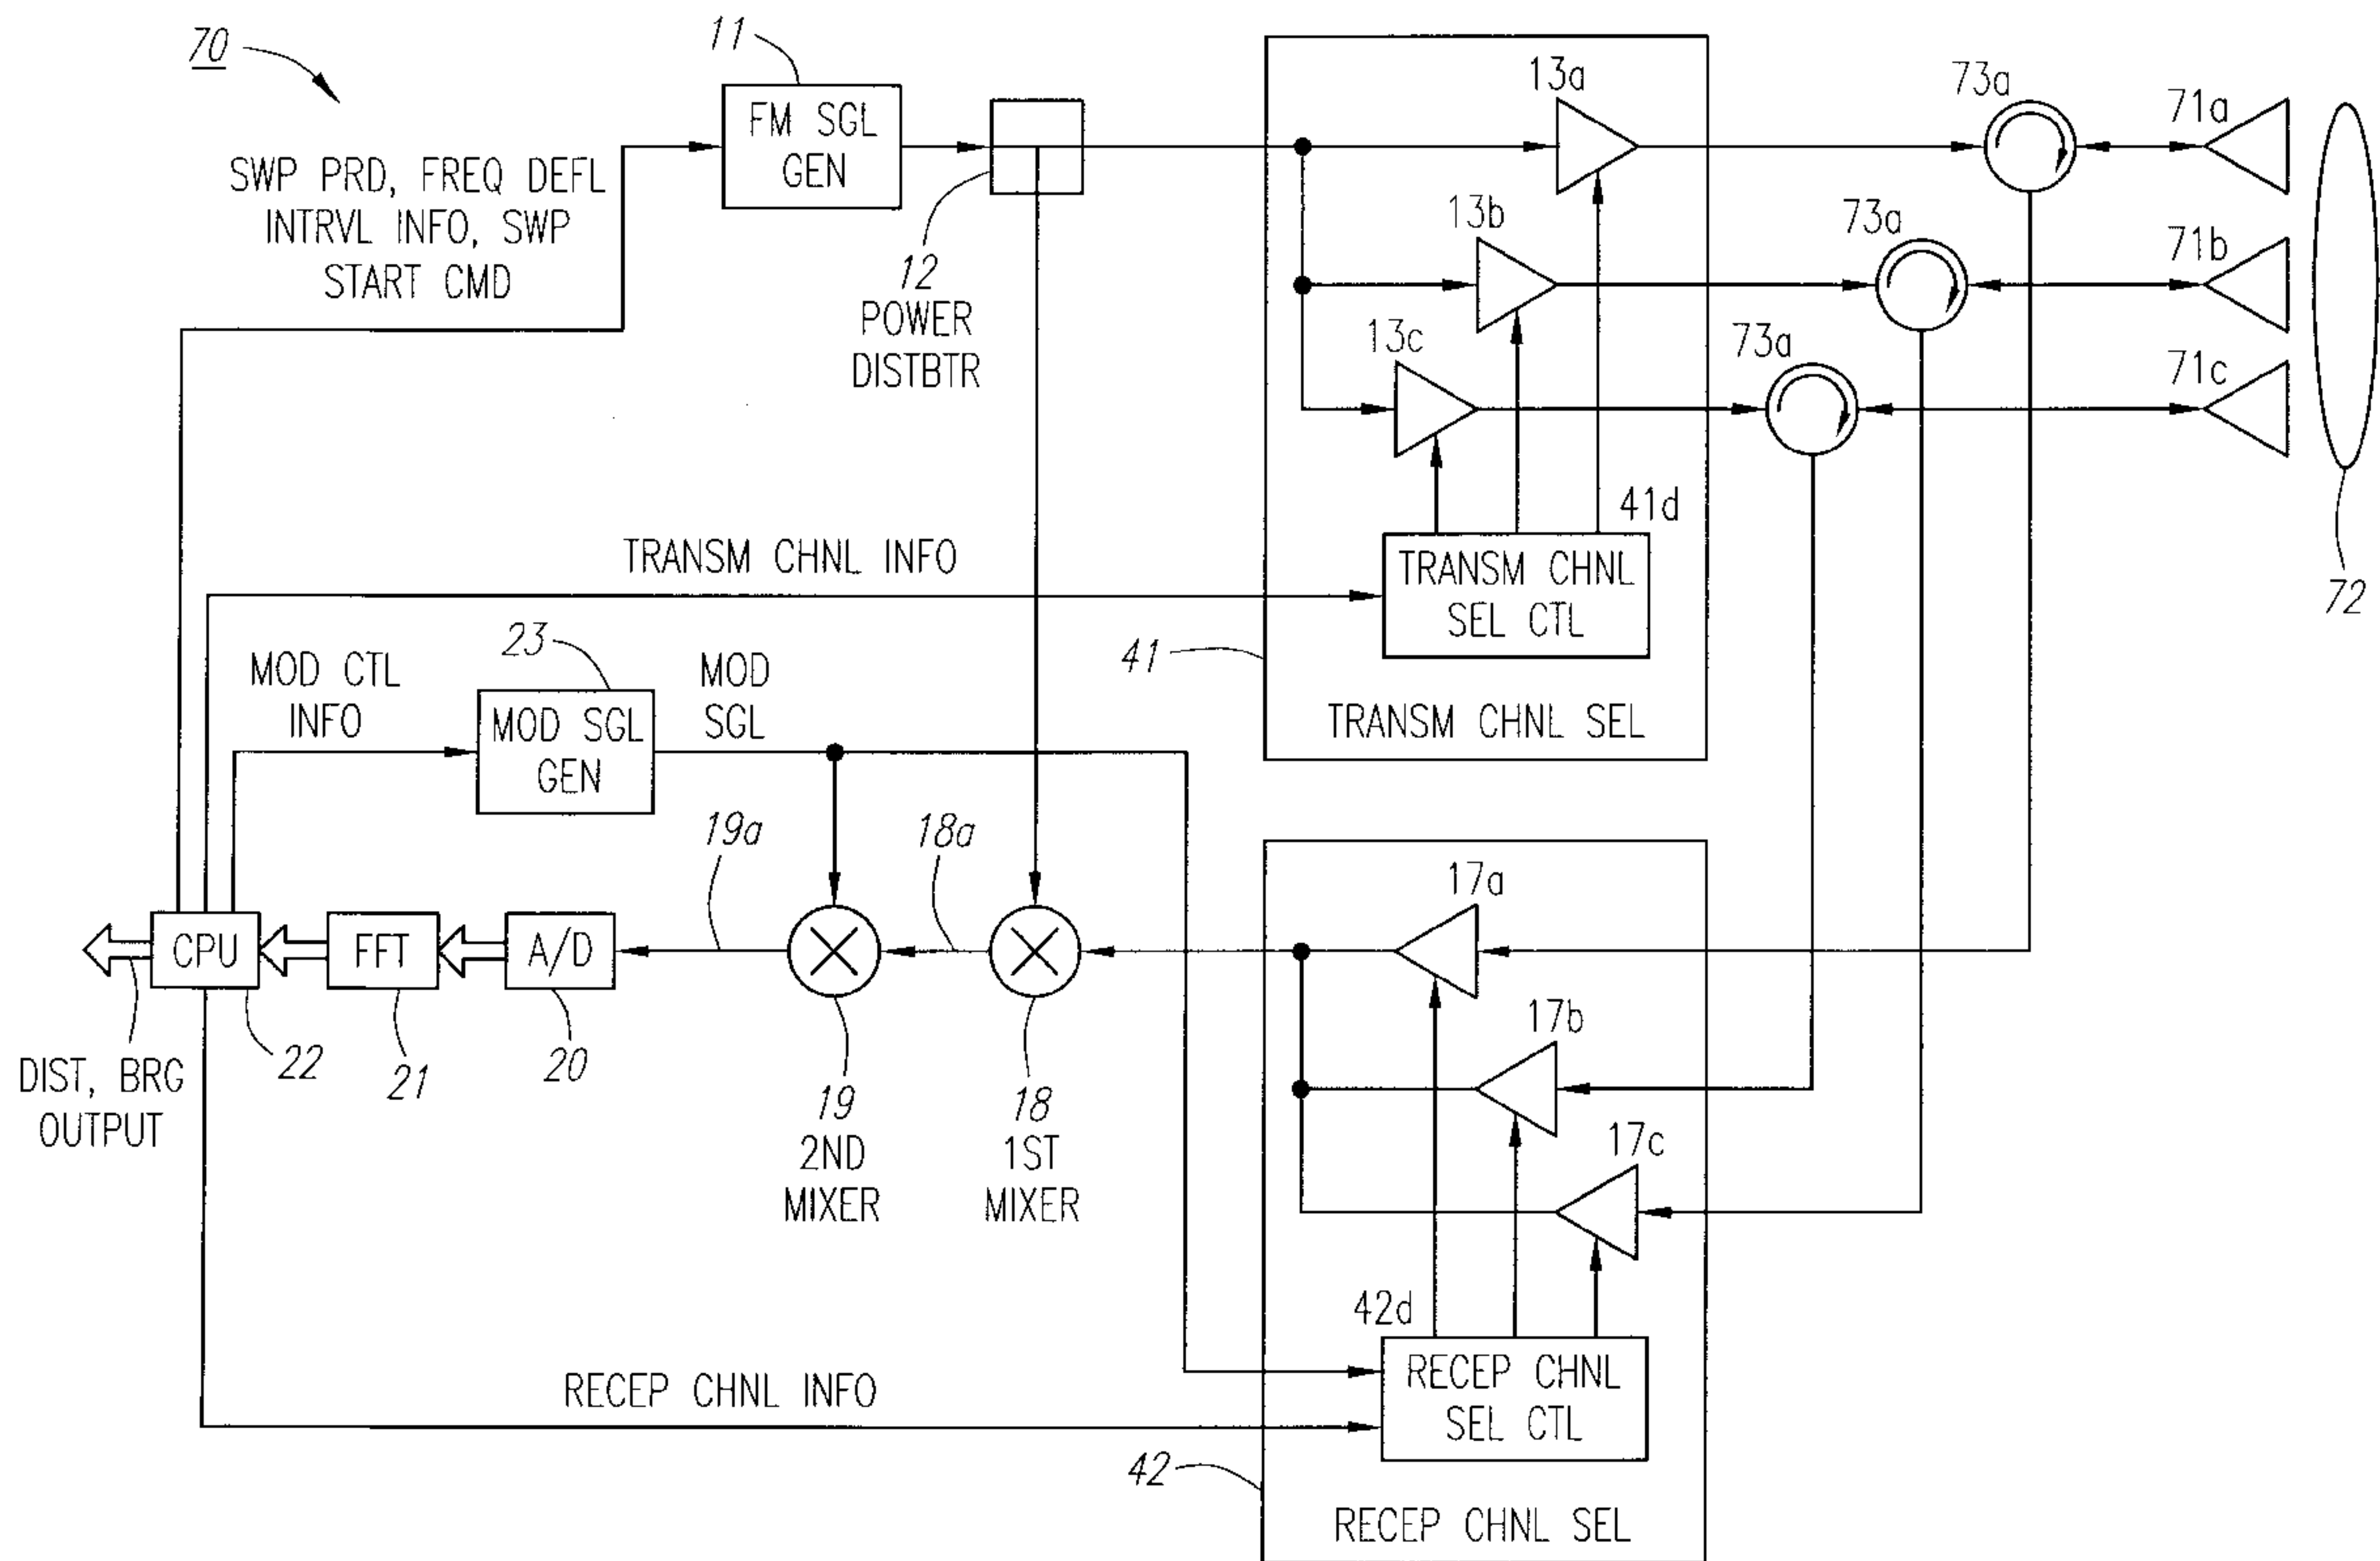 70
11
FM SGL
GEN
SWP PRD, FREQ DEFL
INTRVL INFO, SWP
START CMD
12
POWER
DISTBTR
13a
13b
13c
73a
73a
73a
71a
71b
71c
72
41d
TRANSM CHNL
SEL CTL
41
TRANSM CHNL SEL
TRANSM CHNL INFO
MOD CTL
INFO
23
MOD SGL
GEN
MOD
SGL
19a
18a
CPU
FFT
A/D
22
21
20
19
2ND
MIXER
18
1ST
MIXER
DIST, BRG
OUTPUT
17a
17b
17c
42d
RECEP CHNL
SEL CTL
RECEP CHNL INFO
42
RECEP CHNL SEL